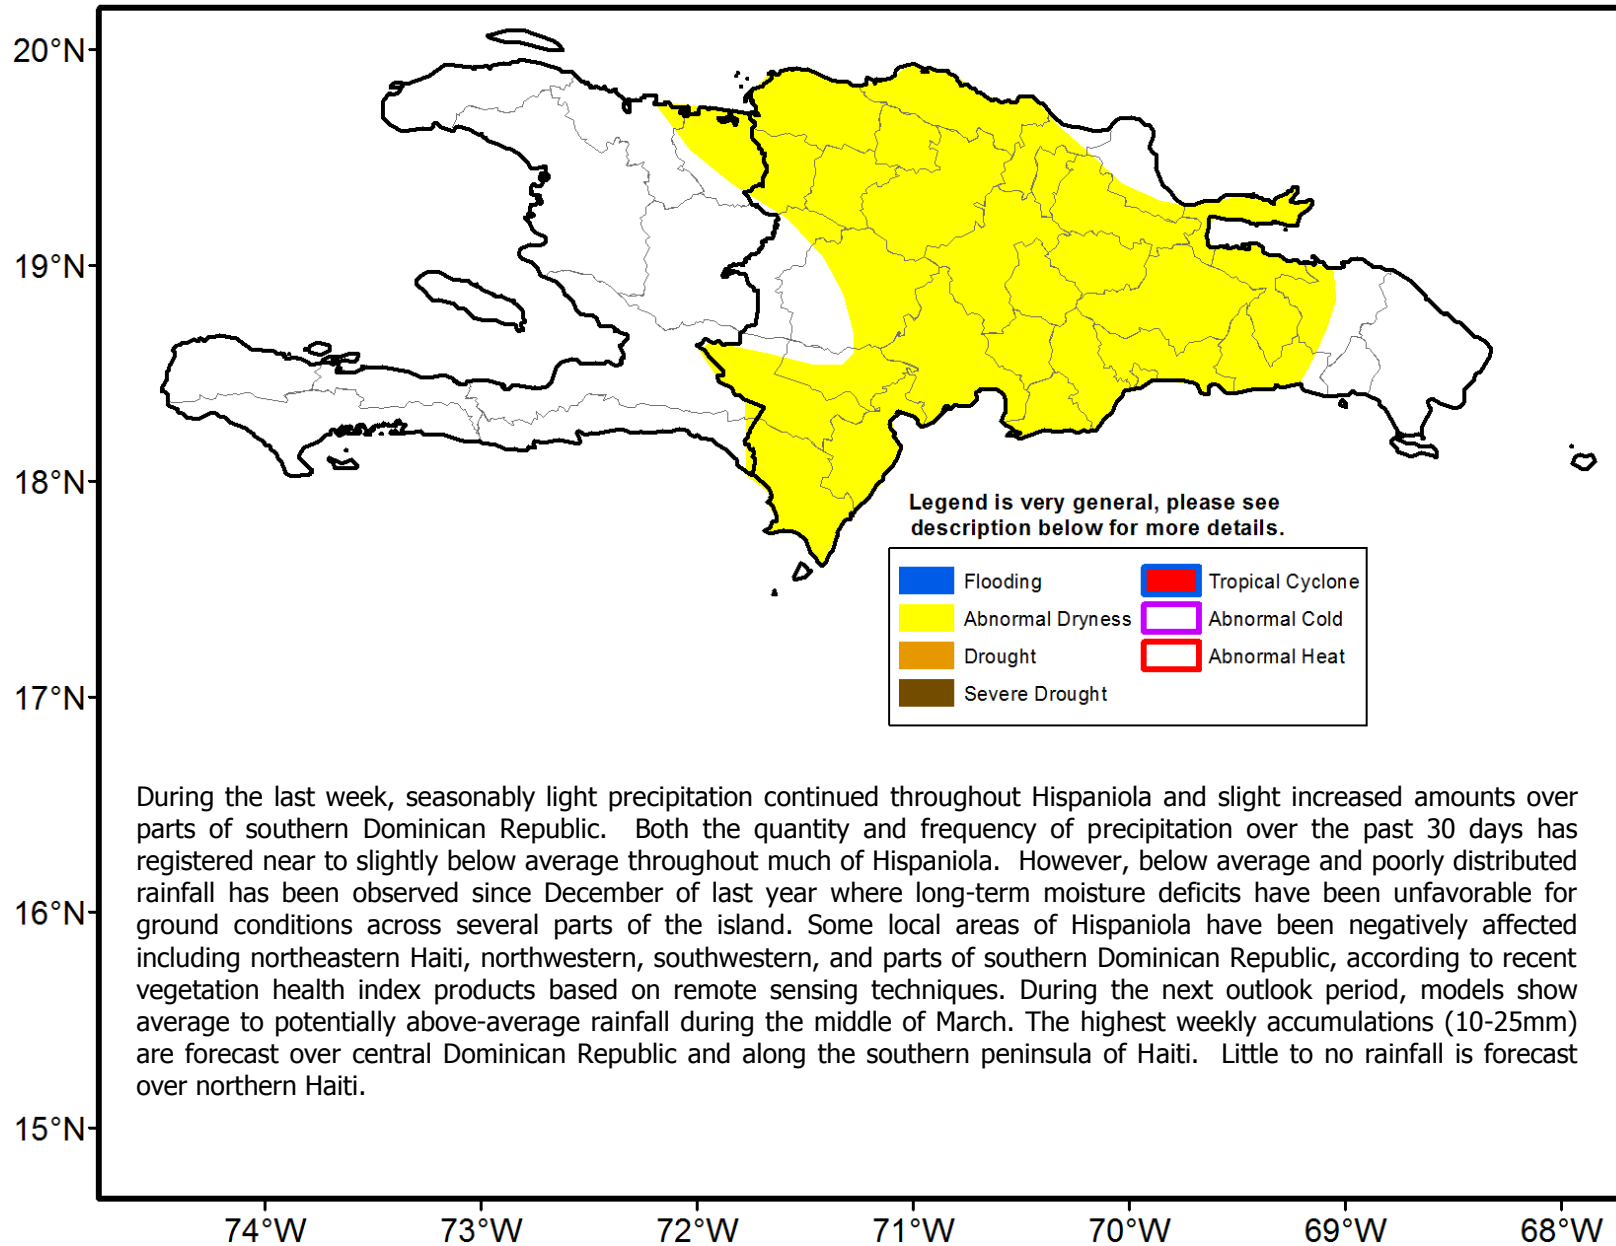 20°N
19°N
18°N
Legend is very general, please see
description below for more details.
Flooding
Tropical Cyclone
Abnormal Dryness
Abnormal Cold
Drought
Abnormal Heat
Severe Drought
17°N
During the last week, seasonably light precipitation continued throughout Hispaniola and slight increased amounts over
parts of southern Dominican Republic. Both the quantity and frequency of precipitation over the past 30 days has
registered near to slightly below average throughout much of Hispaniola. However, below average and poorly distributed
rainfall has been observed since December of last year where long-term moisture deficits have been unfavorable for
ground conditions across several parts of the island. Some local areas of Hispaniola have been negatively affected
including northeastern Haiti, northwestern, southwestern, and parts of southern Dominican Republic, according to recent
vegetation health index products based on remote sensing techniques. During the next outlook period, models show
average to potentially above-average rainfall during the middle of March. The highest weekly accumulations (10-25mm)
are forecast over central Dominican Republic and along the southern peninsula of Haiti. Little to no rainfall is forecast
over northern Haiti.
16°N
15°N
74°W
73°W
72°W
71°W
70°W
69°W
68°W